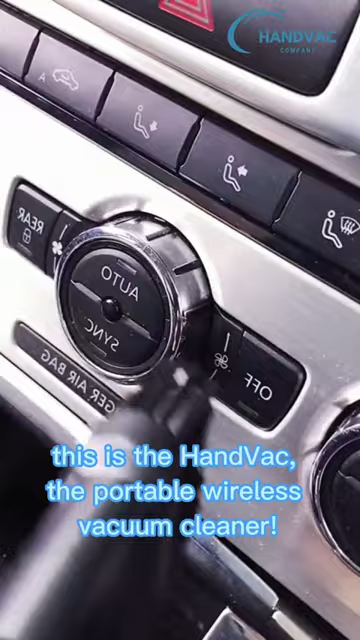 HANDVAC
COMPANY
A
REAR
AUTO
SYNC
OFF
GER AIR BAG
this is the HandVac,
the portable wireless
vacuum cleaner!